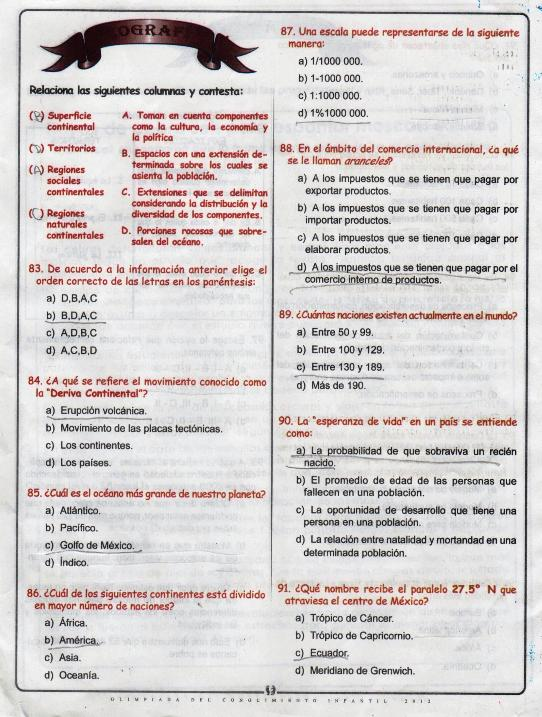 GEOGRAFÍA
Relaciona las siguientes columnas y contesta:
(B) Superficie
continental
(D) Territorios
(A) Regiones
sociales
continentales
(C) Regiones
naturales
continentales
A. Toman en cuenta componentes
como la cultura, la economía y
la política
B. Espacios con una extensión de-
terminada sobre los cuales se
asienta la población.
C. Extensiones que se delimitan
considerando la distribución y la
diversidad de los componentes.
D. Porciones rocosas que sobre-
salen del océano.
83. De acuerdo a la información anterior elige el
orden correcto de las letras en los paréntesis:
a) D,B,A,C
b) B,D,A,C
c) A,D,B,C
d) A,C,B,D
84. ¿A qué se refiere el movimiento conocido como
la "Deriva Continental"?
a) Erupción volcánica.
b) Movimiento de las placas tectónicas.
c) Los continentes.
d) Los países.
85. ¿Cuál es el océano más grande de nuestro planeta?
a) Atlántico.
b) Pacífico.
c) Golfo de México.
d) Índico.
86. ¿Cuál de los siguientes continentes está dividido
en mayor número de naciones?
a) África.
b) América.
c) Asia.
d) Oceanía.
87. Una escala puede representarse de la siguiente
manera:
a) 1/1000 000.
b) 1-1000 000.
c) 1:1000 000.
d) 1%1000 000.
88. En el ámbito del comercio internacional, ¿a qué
se le llaman aranceles?
a) A los impuestos que se tienen que pagar por
exportar productos.
b) A los impuestos que se tienen que pagar por
importar productos.
c) A los impuestos que se tienen que pagar por
elaborar productos.
d) A los impuestos que se tienen que pagar por el
comercio interno de productos.
89. ¿Cuántas naciones existen actualmente en el mundo?
a) Entre 50 y 99.
b) Entre 100 y 129.
c) Entre 130 y 189.
d) Más de 190.
90. La "esperanza de vida" en un país se entiende
como:
a) La probabilidad de que sobraviva un recién
nacido.
b) El promedio de edad de las personas que
fallecen en una población.
c) La oportunidad de desarrollo que tiene una
persona en una población.
d) La relación entre natalidad y mortandad en una
determinada población.
91. ¿Qué nombre recibe el paralelo 27.5° N que
atraviesa el centro de México?
a) Trópico de Cáncer.
b) Trópico de Capricornio.
c) Ecuador.
d) Meridiano de Grenwich.
OLIMPIADA DEL CONOCIMIENTO INFANTIL 2012